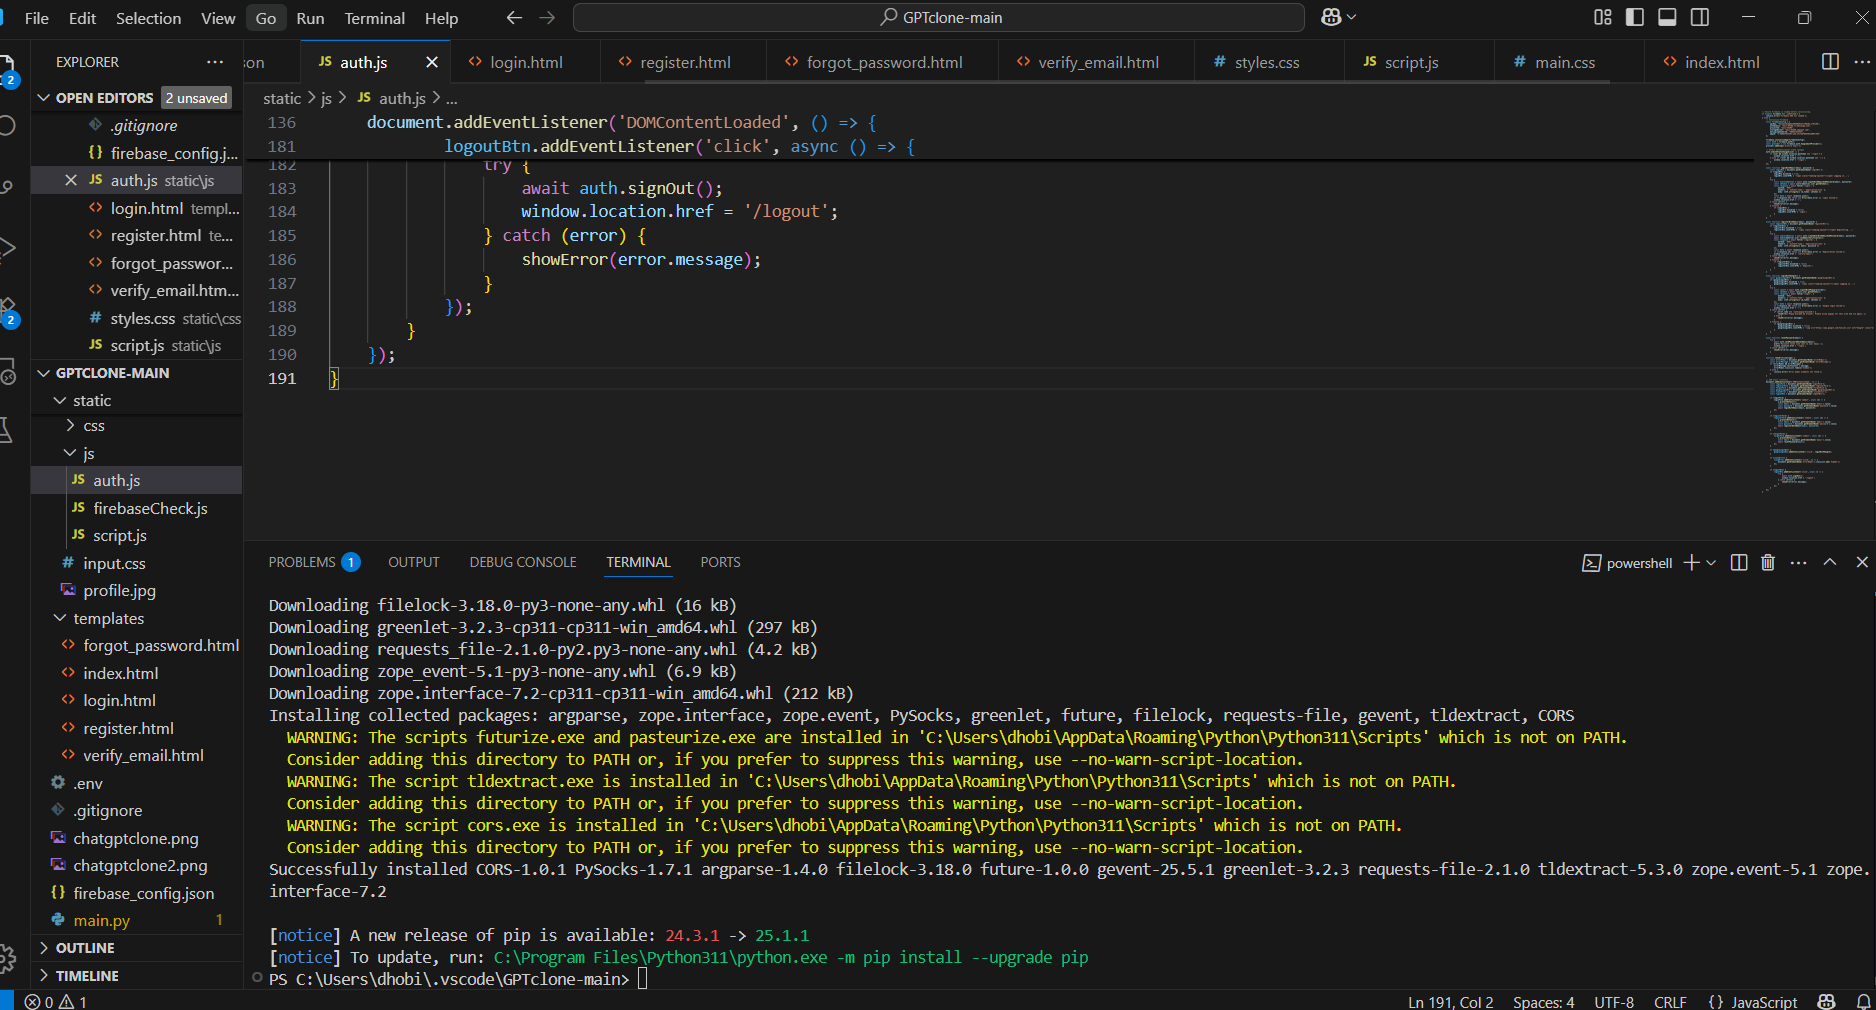 File Edit Selection View Go Run Terminal Help
GPTclone-main
EXPLORER
OPEN EDITORS 2 unsaved
.gitignore
{} firebase_config.j...
JS auth.js static\js
<> login.html templ...
<> register.html te...
<> forgot_passwor...
<> verify_email.htm...
# styles.css static\css
JS script.js static\js
GPTCLONE-MAIN
static
css
js
JS auth.js
JS firebaseCheck.js
JS script.js
# input.css
profile.jpg
templates
<> forgot_password.html
<> index.html
<> login.html
<> register.html
<> verify_email.html
.env
.gitignore
chatgptclone.png
chatgptclone2.png
{} firebase_config.json
main.py 1
OUTLINE
TIMELINE
2
2
son JS auth.js <> login.html <> register.html <> forgot_password.html <> verify_email.html # styles.css JS script.js # main.css <> index.html
static > js > JS auth.js > ...
136 document.addEventListener('DOMContentLoaded', () => {
181 logoutBtn.addEventListener('click', async () => {
182 try {
183 await auth.signOut();
184 window.location.href = '/logout';
185 } catch (error) {
186 showError(error.message);
187 }
188 });
189 }
190 });
191 }
PROBLEMS 1 OUTPUT DEBUG CONSOLE TERMINAL PORTS
powershell
Downloading filelock-3.18.0-py3-none-any.whl (16 kB)
Downloading greenlet-3.2.3-cp311-cp311-win_amd64.whl (297 kB)
Downloading requests_file-2.1.0-py2.py3-none-any.whl (4.2 kB)
Downloading zope_event-5.1-py3-none-any.whl (6.9 kB)
Downloading zope.interface-7.2-cp311-cp311-win_amd64.whl (212 kB)
Installing collected packages: argparse, zope.interface, zope.event, PySocks, greenlet, future, filelock, requests-file, gevent, tldextract, CORS
WARNING: The scripts futurize.exe and pasteurize.exe are installed in 'C:\Users\dhobi\AppData\Roaming\Python\Python311\Scripts' which is not on PATH.
Consider adding this directory to PATH or, if you prefer to suppress this warning, use --no-warn-script-location.
WARNING: The script tldextract.exe is installed in 'C:\Users\dhobi\AppData\Roaming\Python\Python311\Scripts' which is not on PATH.
Consider adding this directory to PATH or, if you prefer to suppress this warning, use --no-warn-script-location.
WARNING: The script cors.exe is installed in 'C:\Users\dhobi\AppData\Roaming\Python\Python311\Scripts' which is not on PATH.
Consider adding this directory to PATH or, if you prefer to suppress this warning, use --no-warn-script-location.
Successfully installed CORS-1.0.1 PySocks-1.7.1 argparse-1.4.0 filelock-3.18.0 future-1.0.0 gevent-25.5.1 greenlet-3.2.3 requests-file-2.1.0 tldextract-5.3.0 zope.event-5.1 zope.
interface-7.2
[notice] A new release of pip is available: 24.3.1 -> 25.1.1
[notice] To update, run: C:\Program Files\Python311\python.exe -m pip install --upgrade pip
PS C:\Users\dhobi\.vscode\GPTclone-main>
0 1 Ln 191, Col 2 Spaces: 4 UTF-8 CRLF {} JavaScript